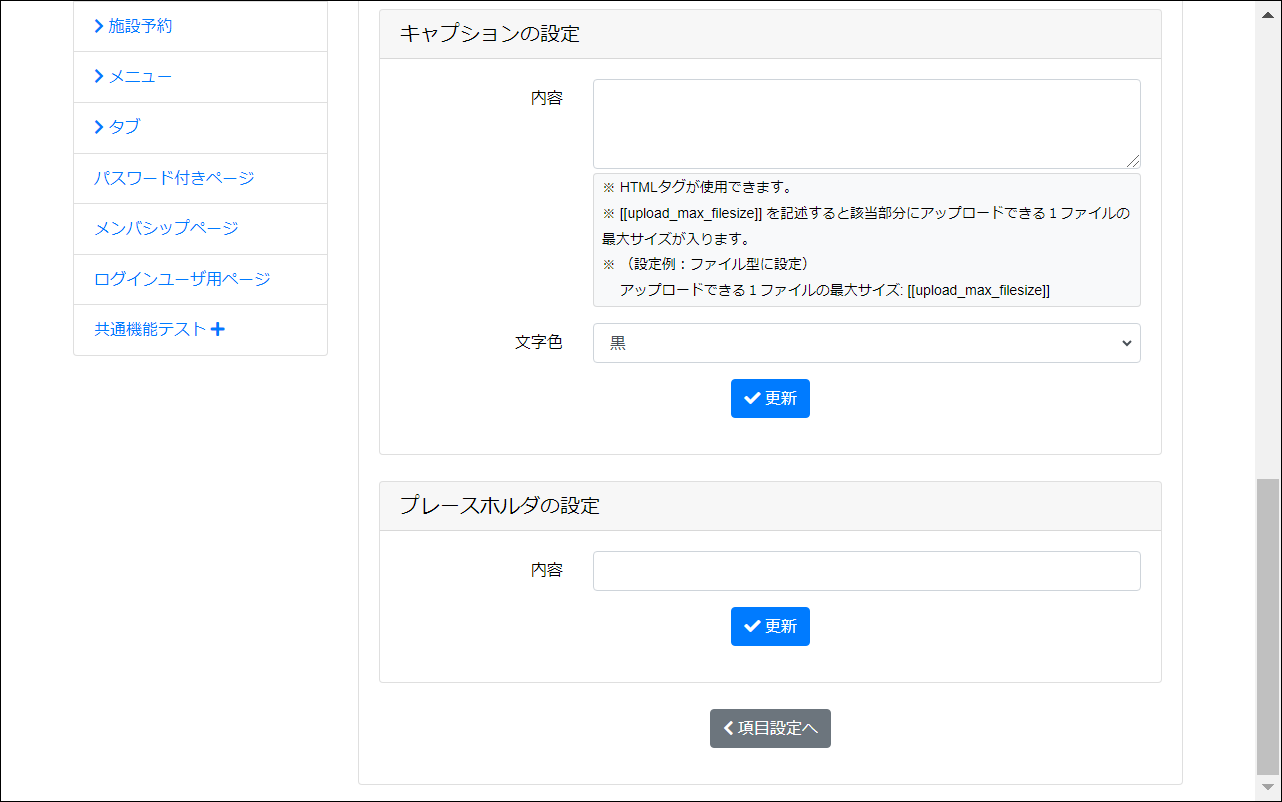 施設予約
メニュー
タブ
パスワード付きページ
メンバシップページ
ログインユーザ用ページ
共通機能テスト
キャプションの設定
内容
※ HTMLタグが使用できます。
※ [[upload_max_filesize]] を記述すると該当部分にアップロードできる１ファイルの
最大サイズが入ります。
※ （設定例：ファイル型に設定）
アップロードできる１ファイルの最大サイズ: [[upload_max_filesize]]
文字色
黒
更新
プレースホルダの設定
内容
更新
項目設定へ